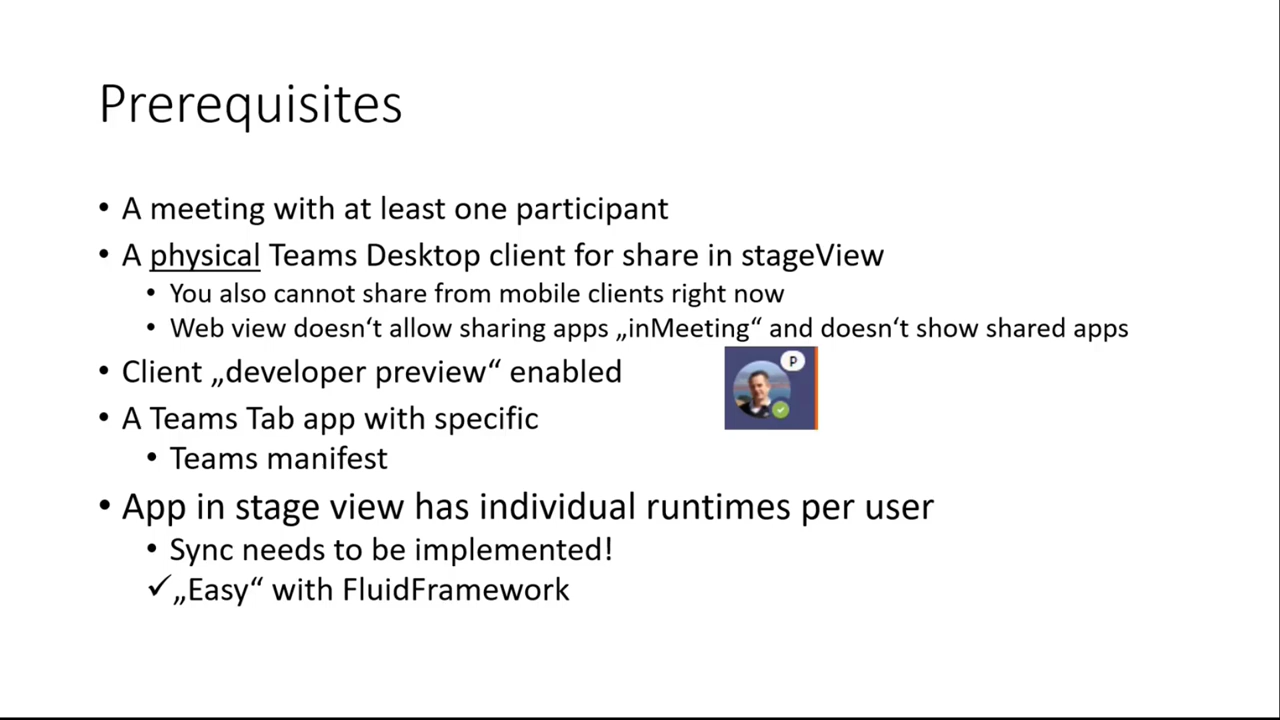 Prerequisites
• A meeting with at least one participant
• A physical Teams Desktop client for share in stageView
• You also cannot share from mobile clients right now
• Web view doesn‘t allow sharing apps „inMeeting“ and doesn‘t show shared apps
P
• Client „developer preview“ enabled
• A Teams Tab app with specific
• Teams manifest
• App in stage view has individual runtimes per user
• Sync needs to be implemented!
✓„Easy“ with FluidFramework